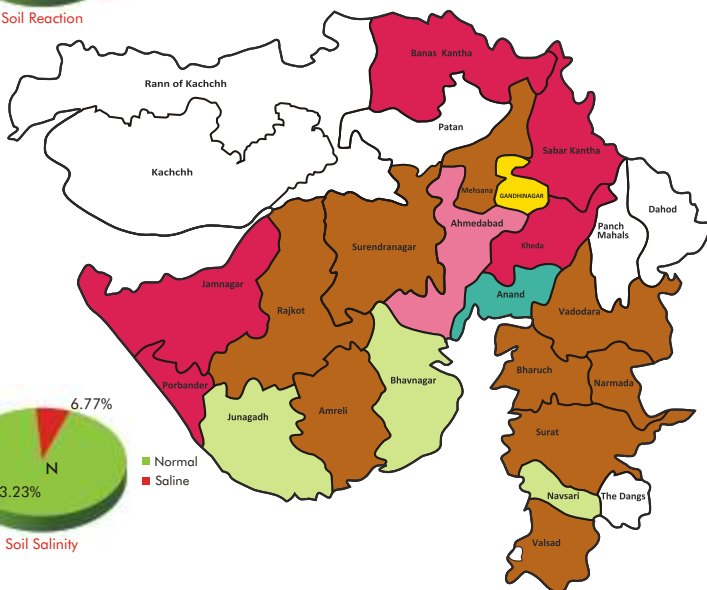 Soil Reaction
Banas Kantha
Rann of Kachchh
Patan
Sabar Kantha
Kachchh
Mehsana
GANDHINAGAR
Dahod
Ahmedabad
Panch
Mahals
Surendranagar
Kheda
Jamnagar
Anand
Rajkot
Vadodara
Bharuch
Bhavnagar
Narmada
Porbander
6.77%
Junagadh
Amreli
Surat
N
Normal
Saline
3.23%
Navsari
The Dangs
Soil Salinity
Valsad